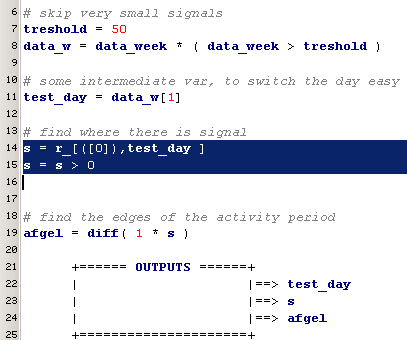 6 # skip very small signals
7 treshold = 50
8 data_w = data_week * ( data_week > treshold )
9
10 # some intermediate var, to switch the day easy
11 test_day = data_w[1]
12
13 # find where there is signal
14 s = r_[([0]),test_day ]
15 s = s > 0
16
17
18 # find the edges of the activity period
19 afgel = diff( 1 * s )
20
21 +====== OUTPUTS ======+
22 | |==> test_day
23 | |==> s
24 | |==> afgel
25 +=====================+